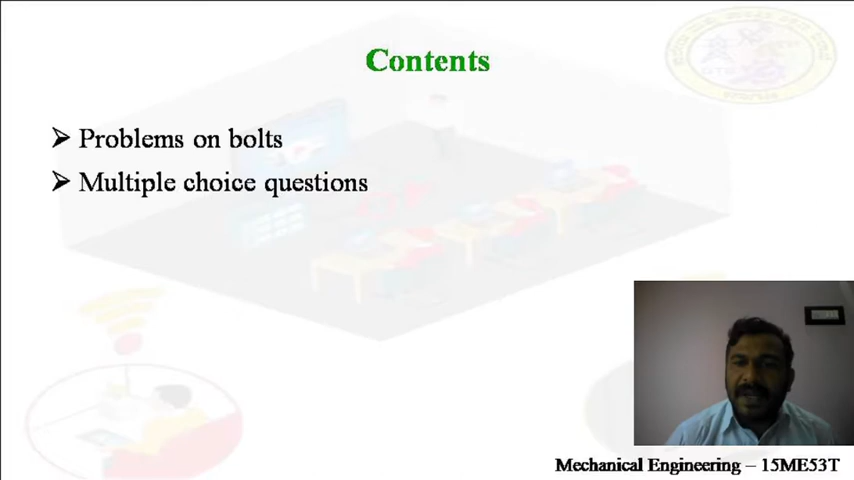 Contents
Problems on bolts
Multiple choice questions
Mechanical Engineering – 15ME53T